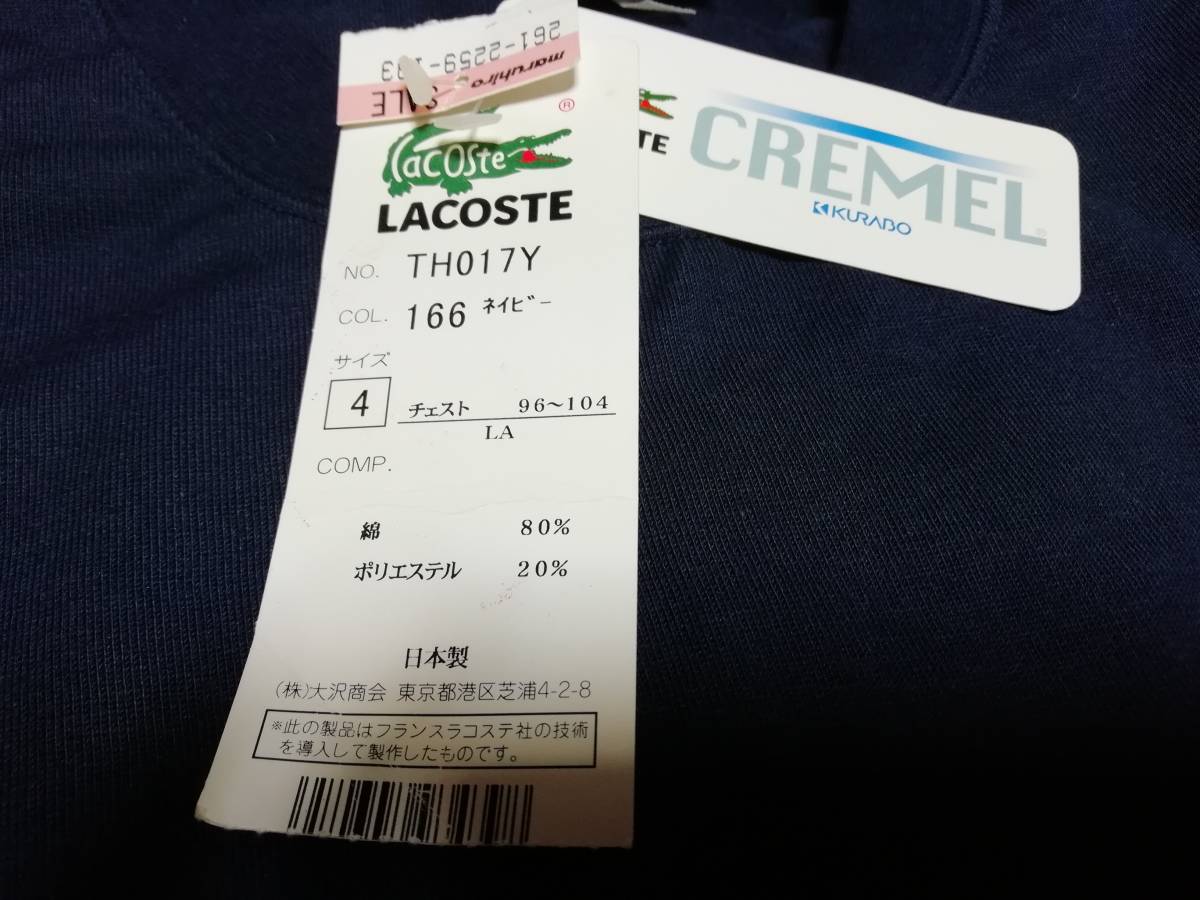 261-2259-193
maruhiro
SALE
Lacoste
®
LACOSTE
NO. TH017Y
COL. 166 ネイビー
サイズ
4 チェスト 96〜104
LA
COMP.
綿 80%
ポリエステル 20%
日本製
(株)大沢商会 東京都港区芝浦4-2-8
※此の製品はフランスラコステ社の技術
を導入して製作したものです。
TE
CREMEL®
KURABO